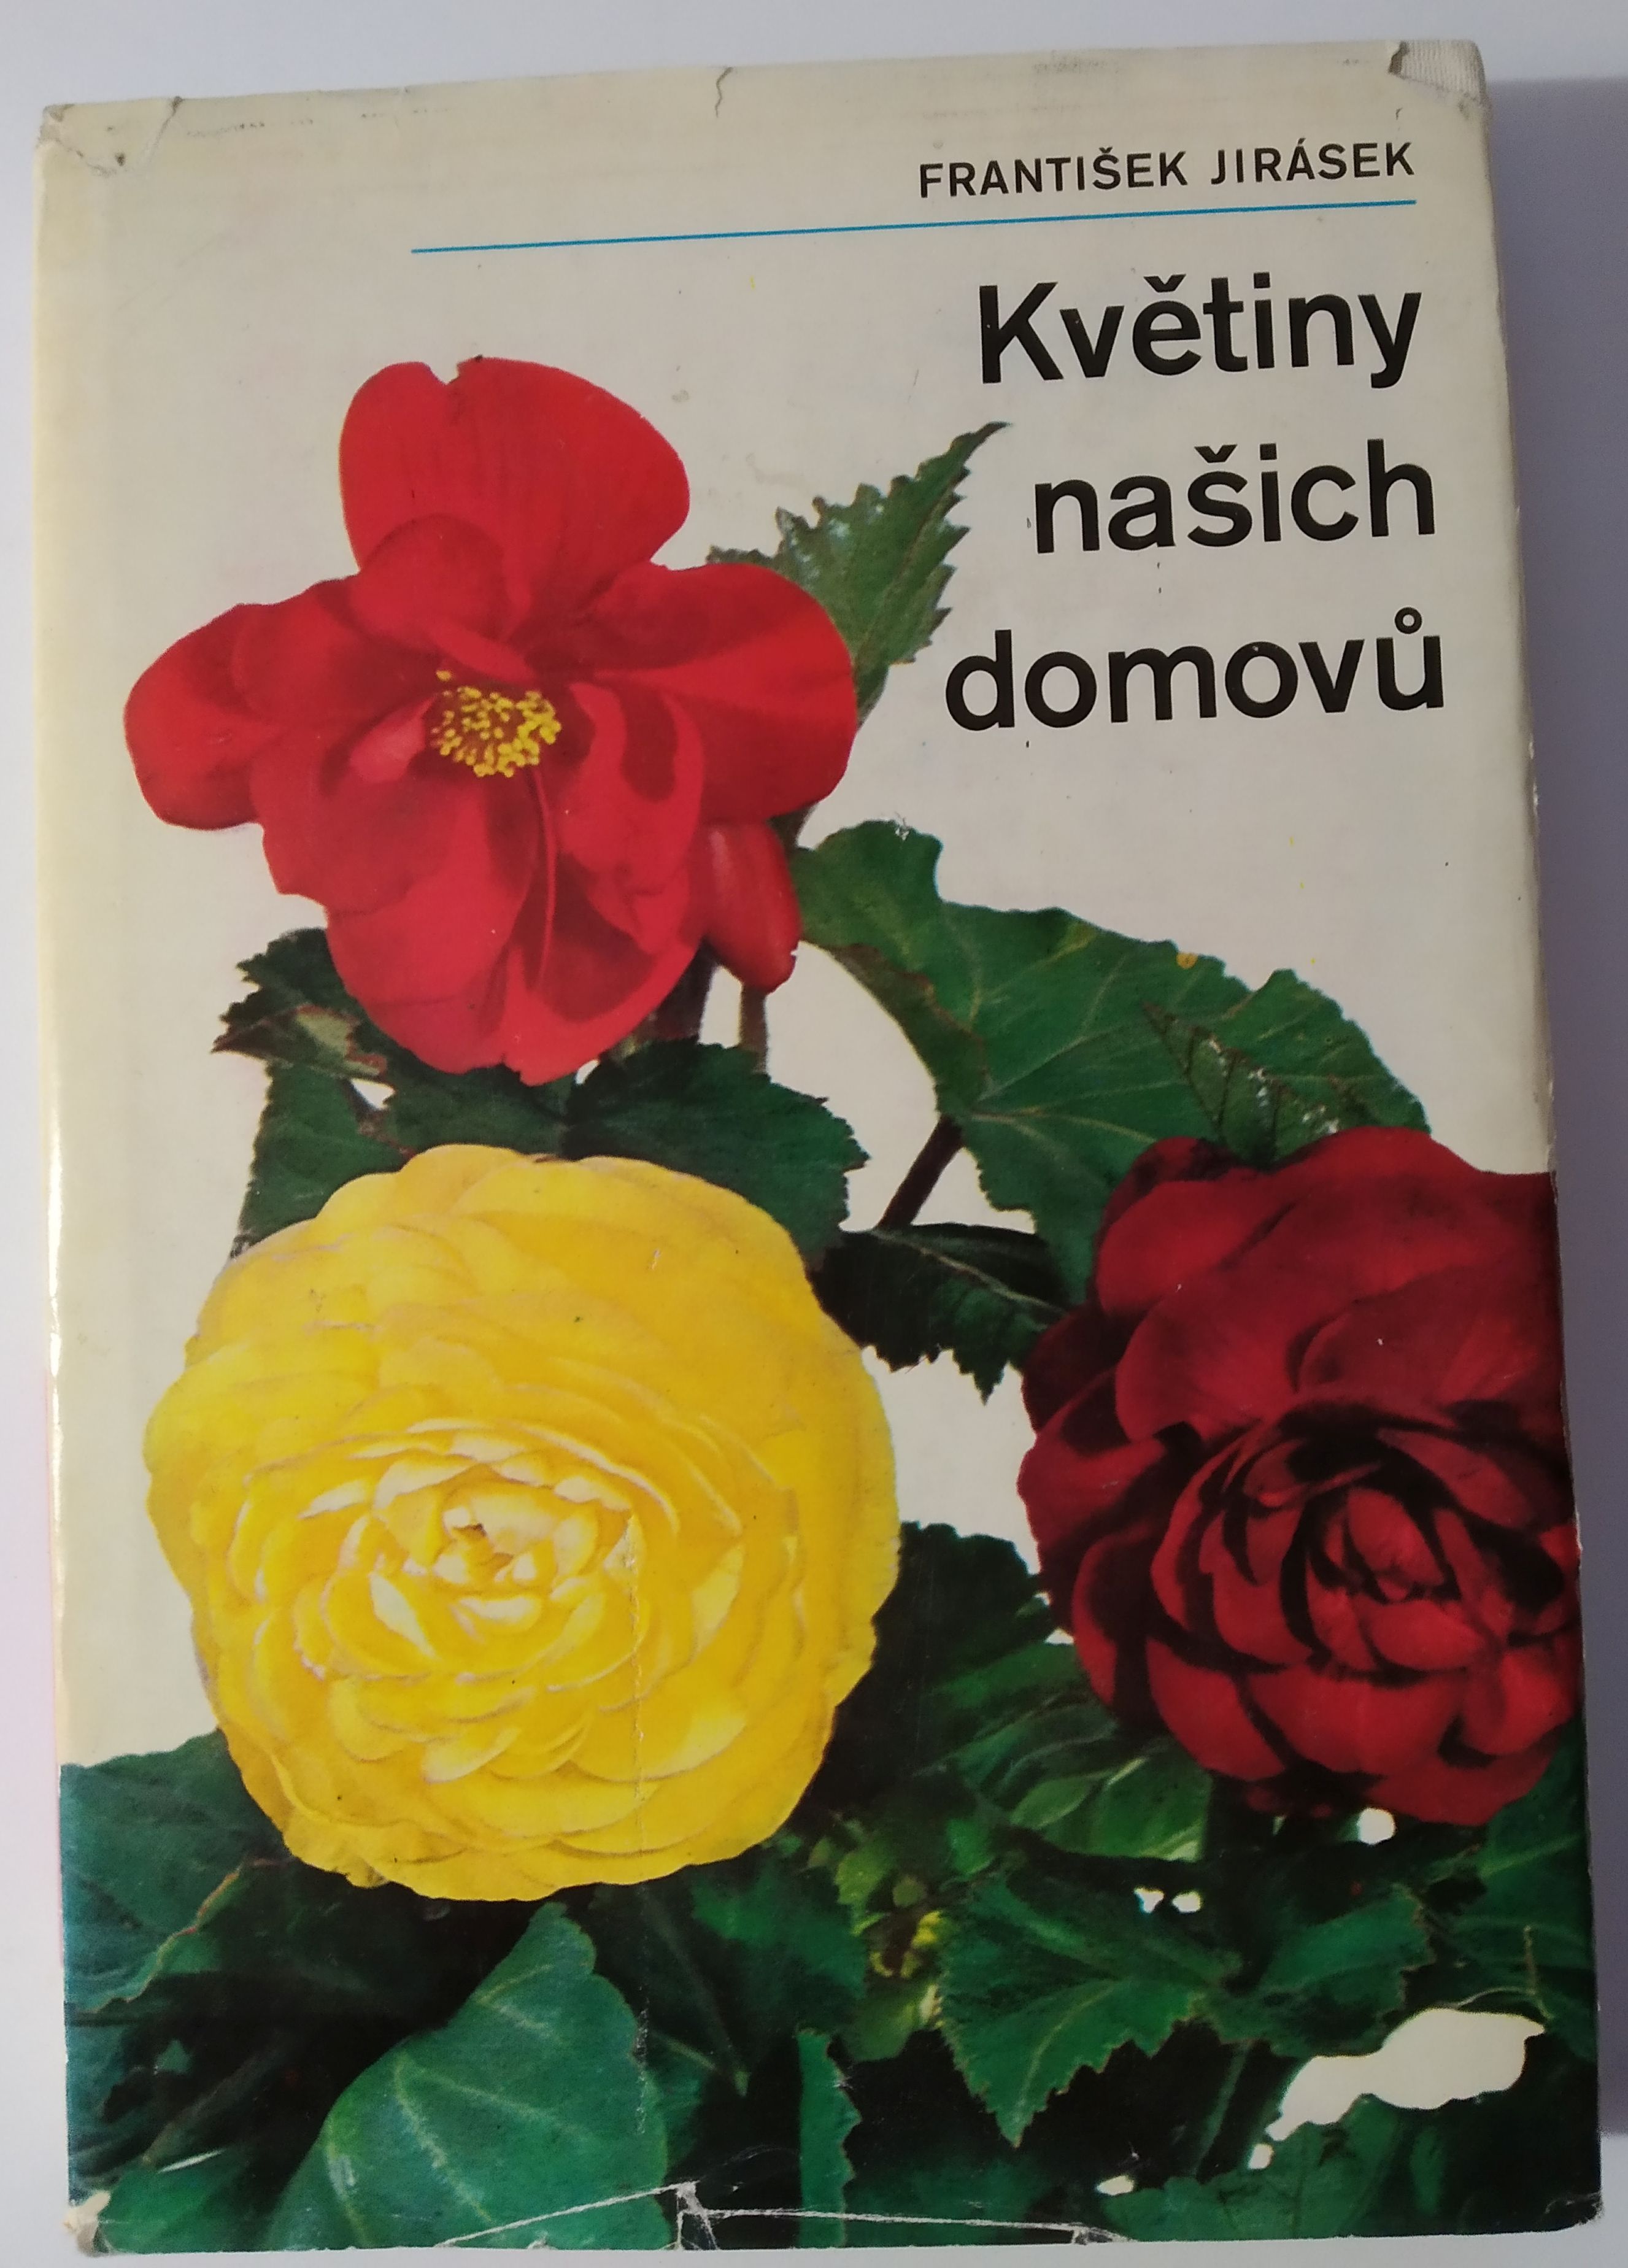 FRANTIŠEK JIRÁSEK
Květiny
našich
domovů